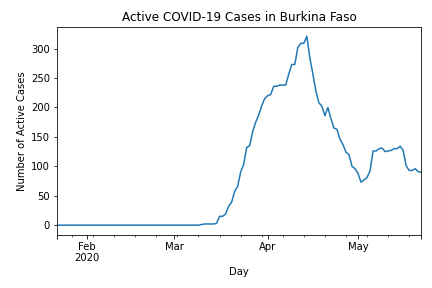 Active COVID-19 Cases in Burkina Faso
Number of Active Cases
300
250
200
150
100
50
0
Feb
2020
Mar
Apr
May
Day